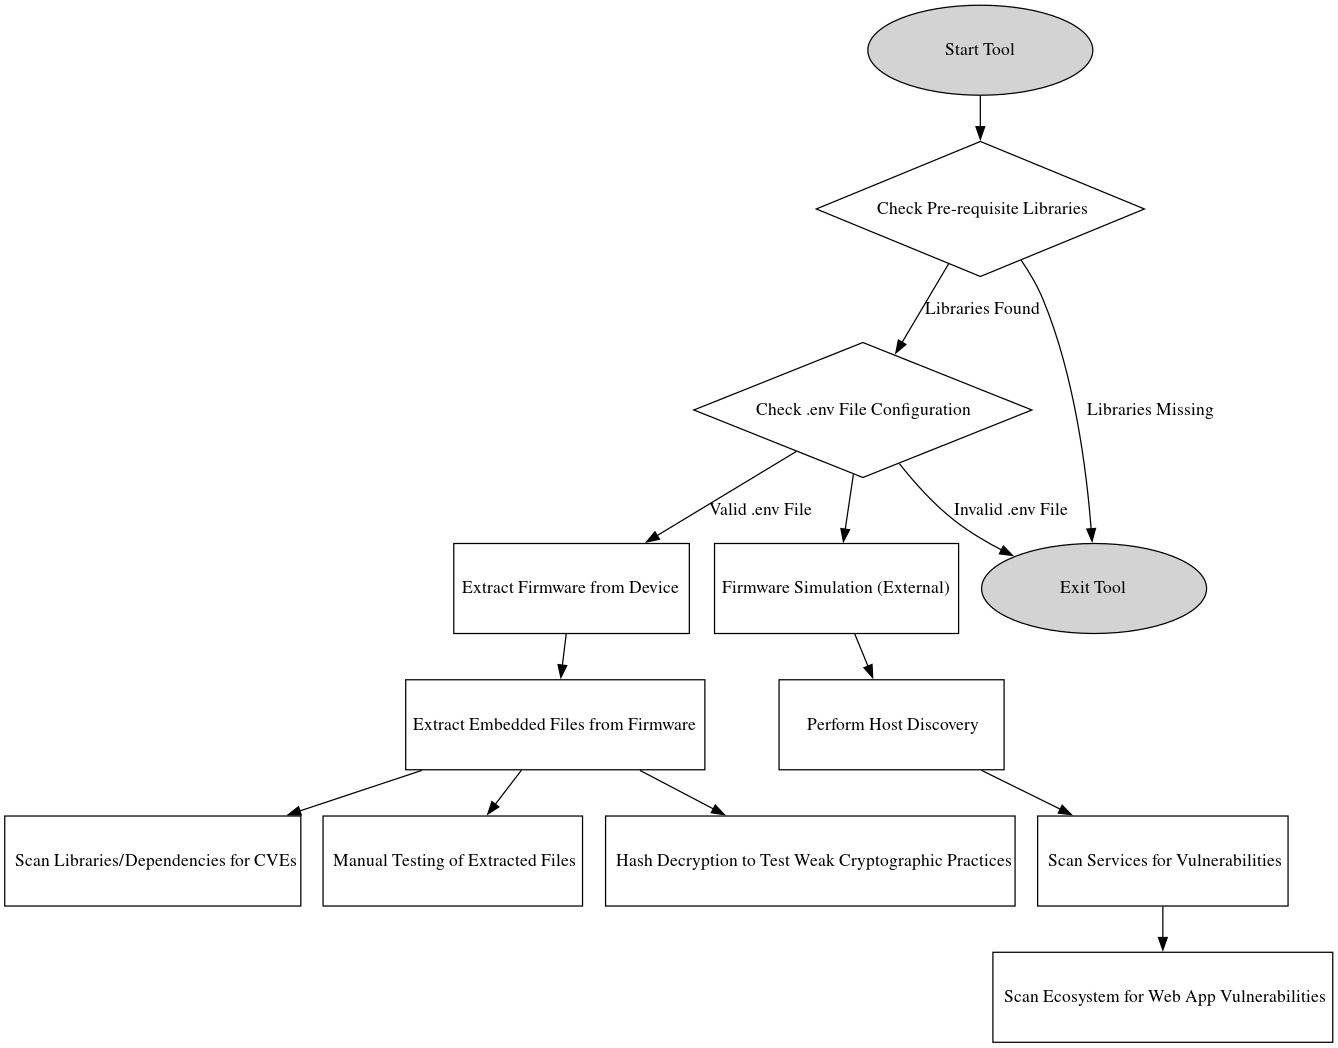 Start Tool
Check Pre-requisite Libraries
Libraries Found
Check .env File Configuration
Libraries Missing
Valid .env File
Invalid .env File
Extract Firmware from Device
Firmware Simulation (External)
Exit Tool
Extract Embedded Files from Firmware
Perform Host Discovery
Scan Libraries/Dependencies for CVEs
Manual Testing of Extracted Files
Hash Decryption to Test Weak Cryptographic Practices
Scan Services for Vulnerabilities
Scan Ecosystem for Web App Vulnerabilities